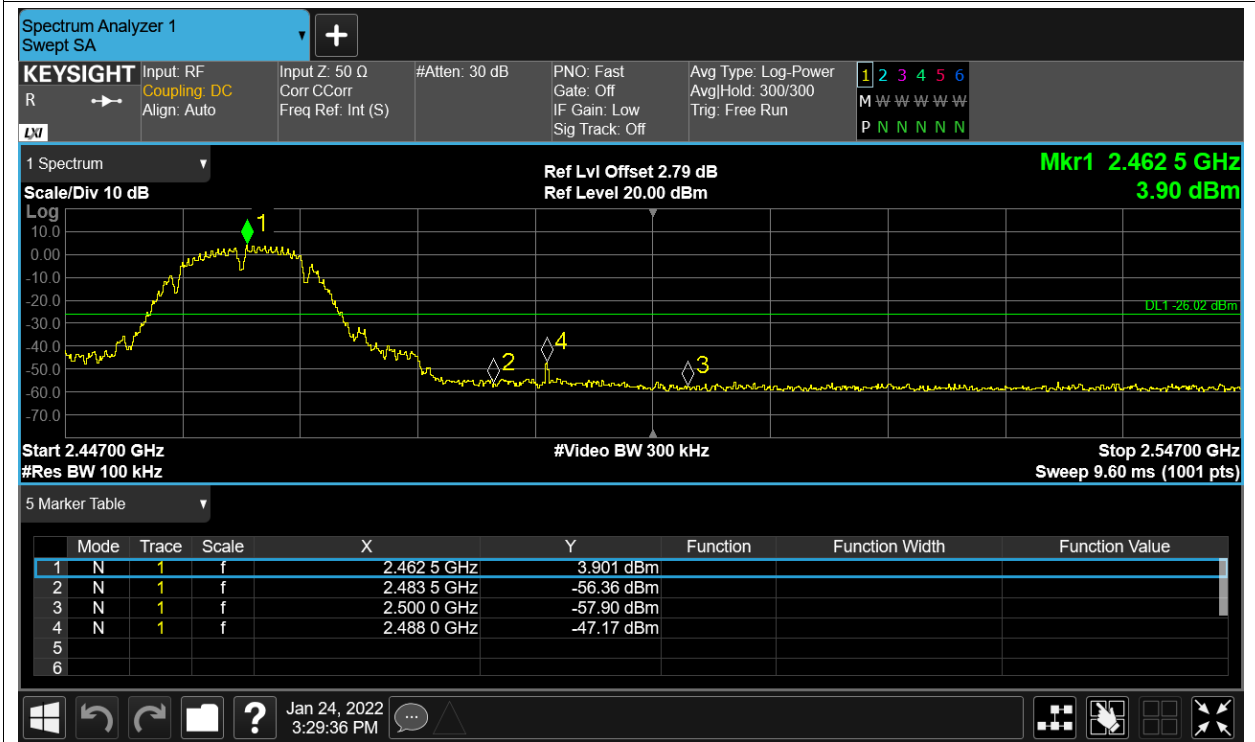 Spectrum Analyzer 1
Swept SA
+
KEYSIGHT
R
LXI
Input: RF
Coupling: DC
Align: Auto
Input Z: 50 Ω
Corr CCorr
Freq Ref: Int (S)
#Atten: 30 dB
PNO: Fast
Gate: Off
IF Gain: Low
Sig Track: Off
Avg Type: Log-Power
Avg|Hold: 300/300
Trig: Free Run
1 2 3 4 5 6
M W W W W W
P N N N N N
1 Spectrum
Scale/Div 10 dB
Ref Lvl Offset 2.79 dB
Ref Level 20.00 dBm
Mkr1 2.462 5 GHz
3.90 dBm
Log
10.0
0.00
-10.0
-20.0
-30.0
-40.0
-50.0
-60.0
-70.0
1
2
4
3
DL1 -26.02 dBm
Start 2.44700 GHz
#Video BW 300 kHz
Stop 2.54700 GHz
#Res BW 100 kHz
Sweep 9.60 ms (1001 pts)
5 Marker Table
Mode Trace Scale X Y Function Function Width Function Value
1 N 1 f 2.462 5 GHz 3.901 dBm
2 N 1 f 2.483 5 GHz -56.36 dBm
3 N 1 f 2.500 0 GHz -57.90 dBm
4 N 1 f 2.488 0 GHz -47.17 dBm
5
6
?
Jan 24, 2022
3:29:36 PM